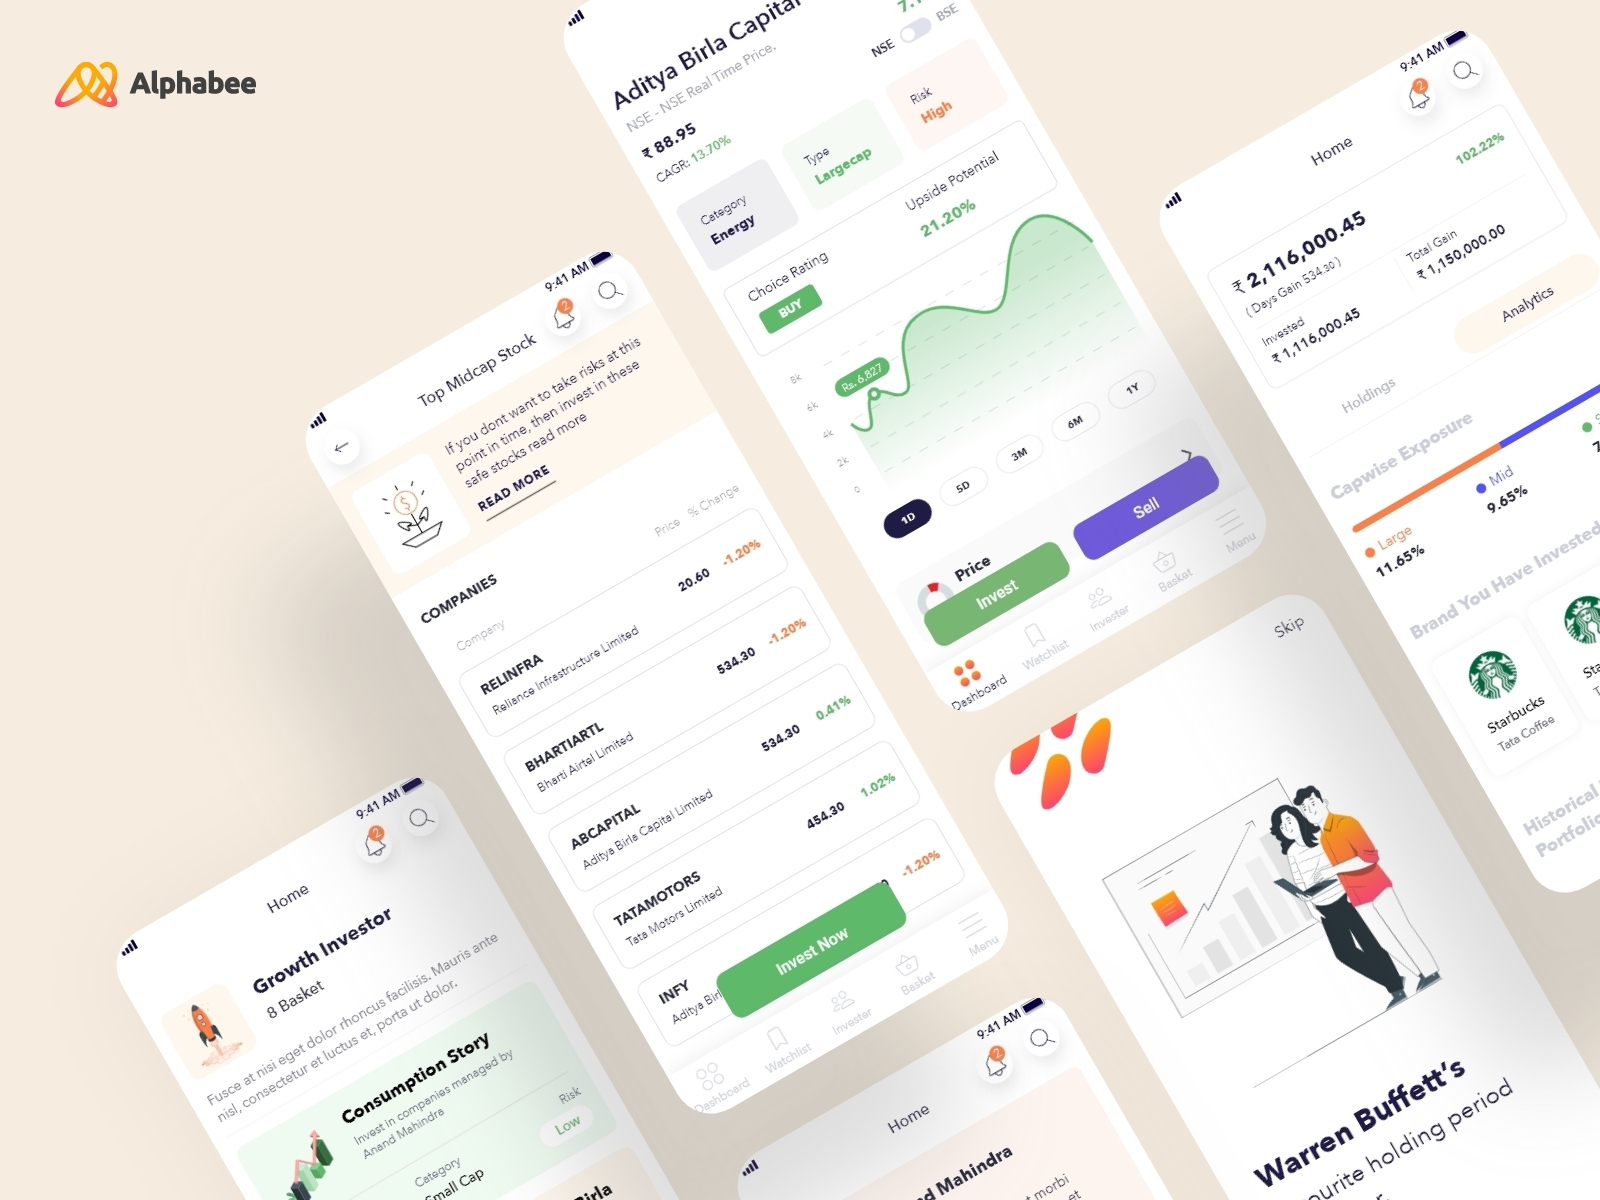 Alphabee
Aditya Birla Capital
NSE - NSE Real Time Price.
NSE
BSE
₹ 88.95
CAGR: 13.70%
Category
Energy
Type
Largecap
Risk
High
Choice Rating
BUY
Upside Potential
21.20%
8k
6k
4k
2k
0
Rs. 6,827
1D
5D
3M
6M
1Y
Price
Invest
Sell
Dashboard
Watchlist
Invester
Basket
Menu
9:41 AM
2
Home
₹ 2,116,000.45
102.22%
( Days Gain 534.30 )
Invested
₹ 1,116,000.45
Total Gain
₹ 1,150,000.00
Holdings
Analytics
Capwise Exposure
Large
11.65%
Mid
9.65%
Brand You Have Invested
Starbucks
Tata Coffee
Historical
Portfolio
9:41 AM
2
Top Midcap Stock
If you dont want to take risks at this
point in time, then invest in these
safe stocks read more
READ MORE
COMPANIES
Company
Price
% Change
RELINFRA
Reliance Infrastructure Limited
20.60
-1.20%
BHARTIARTL
Bharti Airtel Limited
534.30
-1.20%
ABCAPITAL
Aditya Birla Capital Limited
534.30
0.41%
TATAMOTORS
Tata Motors Limited
454.30
1.02%
INFY
Aditya Birl
-1.20%
Invest Now
Dashboard
Watchlist
Invester
Basket
Menu
9:41 AM
2
Home
Growth Investor
8 Basket
Fusce at nisi eget dolor rhoncus facilisis. Mauris ante
nisl, consectetur et luctus et, porta ut dolor.
Consumption Story
Invest in companies managed by
Anand Mahindra
Category
Small Cap
Risk
Low
Birla
9:41 AM
2
Home
d Mahindra
t morbi
et
Skip
Warren Buffett's
ourite holding period